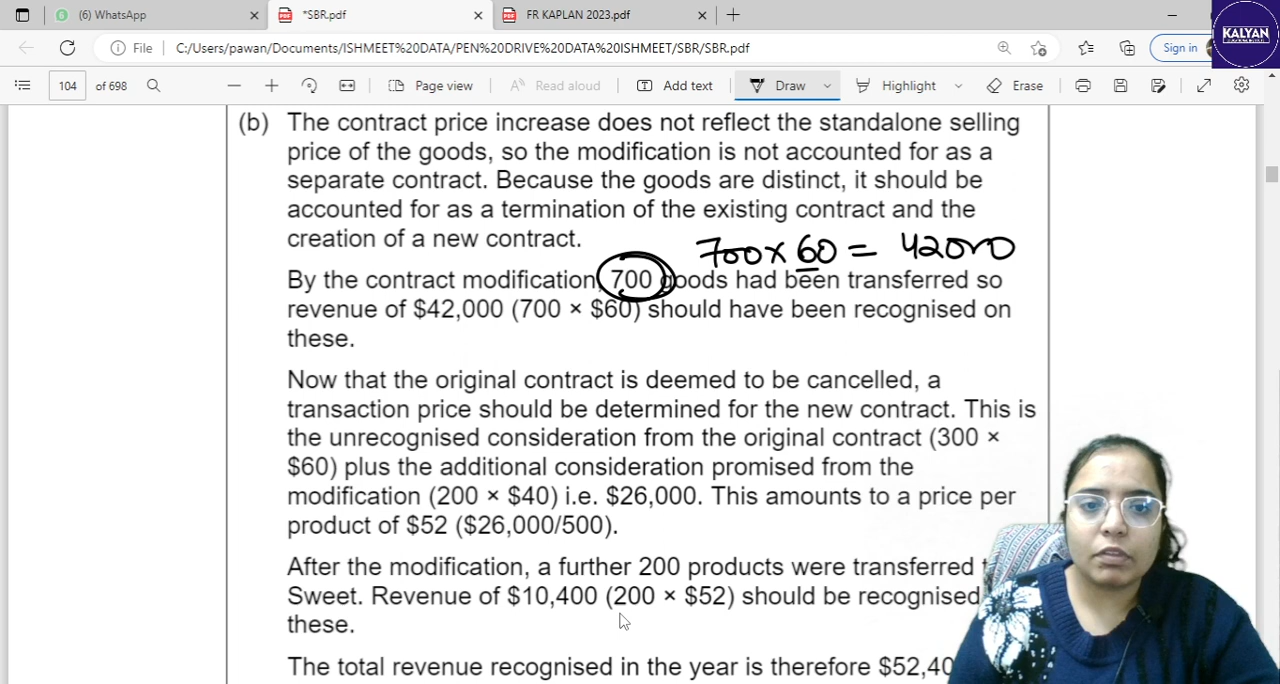 (6) WhatsApp
*SBR.pdf
FR KAPLAN 2023.pdf
File
C:/Users/pawan/Documents/ISHMEET%20DATA/PEN%20DRIVE%20DATA%20ISHMEET/SBR/SBR.pdf
Sign in
KALYAN
104 of 698
Page view
Read aloud
Add text
Draw
Highlight
Erase
(b) The contract price increase does not reflect the standalone selling
price of the goods, so the modification is not accounted for as a
separate contract. Because the goods are distinct, it should be
accounted for as a termination of the existing contract and the
creation of a new contract.
700 x 60 = 42000
By the contract modification, 700 goods had been transferred so
revenue of $42,000 (700 × $60) should have been recognised on
these.
Now that the original contract is deemed to be cancelled, a
transaction price should be determined for the new contract. This is
the unrecognised consideration from the original contract (300 ×
$60) plus the additional consideration promised from the
modification (200 × $40) i.e. $26,000. This amounts to a price per
product of $52 ($26,000/500).
After the modification, a further 200 products were transferred
Sweet. Revenue of $10,400 (200 × $52) should be recognised
these.
The total revenue recognised in the year is therefore $52,40